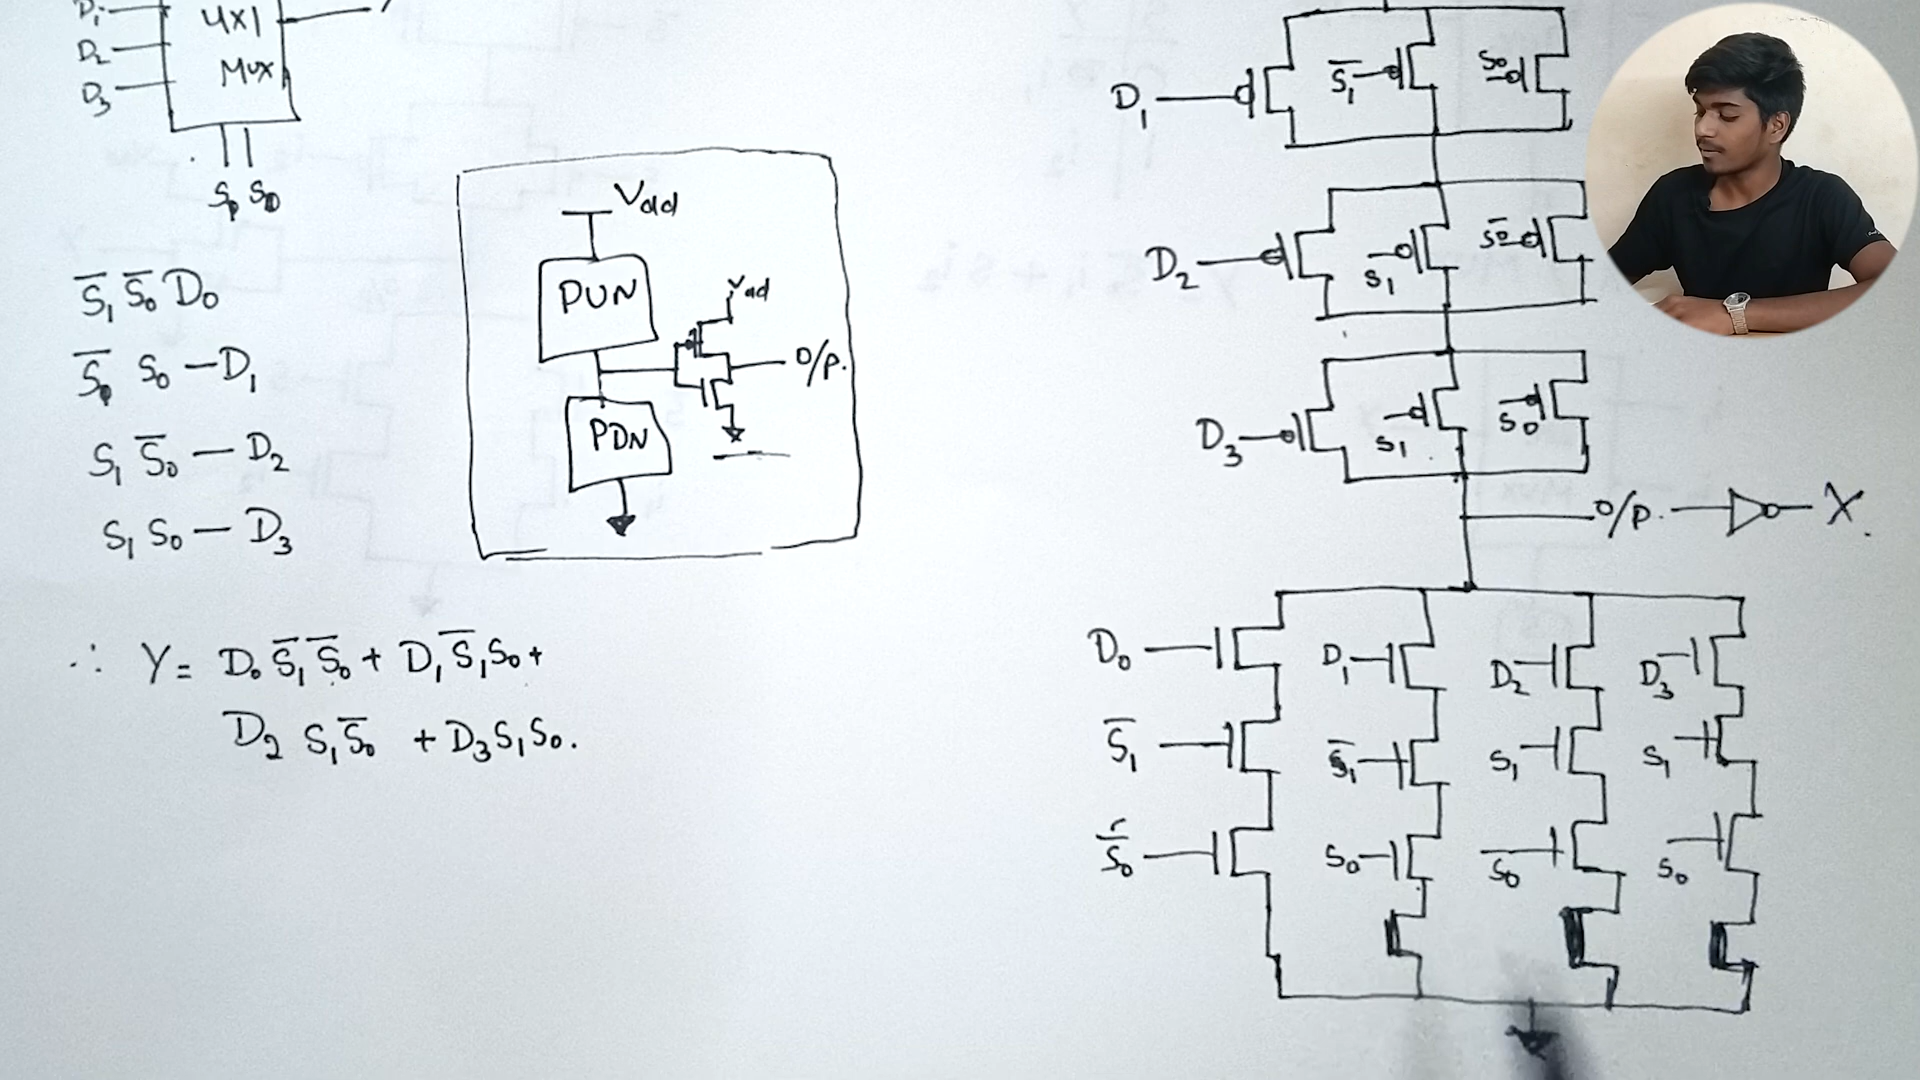 D₁
4X1
D₂
MUX
D₃
S₁ S₀
S̅₁ S̅₀ D₀
S̅₁ S₀ — D₁
S₁ S̅₀ — D₂
S₁ S₀ — D₃
∴ Y = D₀ S̅₁ S̅₀ + D₁ S̅₁ S₀ +
D₂ S₁ S̅₀ + D₃ S₁ S₀.
Vdd
PUN
Vdd
O/P.
PDN
D₁ S̅₁ S₀
D₂ S₁ S̅₀
D₃ S₁ S₀
O/P. Y.
D₀ D₁ D₂ D₃
S̅₁ S̅₁ S₁ S₁
S̅₀ S₀ S̅₀ S₀